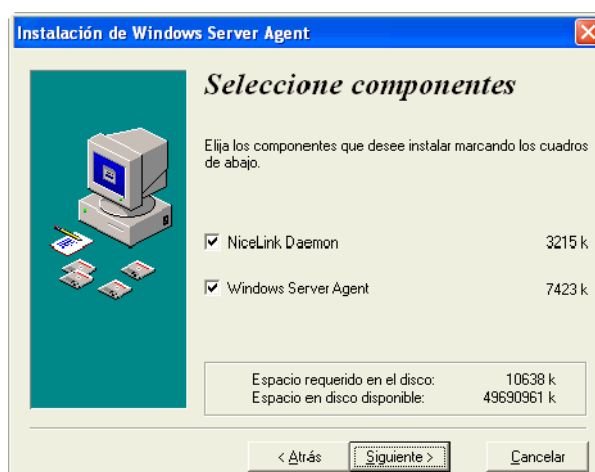 Instalación de Windows Server Agent
Seleccione componentes
Elija los componentes que desee instalar marcando los cuadros
de abajo.
NiceLink Daemon 3215 k
Windows Server Agent 7423 k
Espacio requerido en el disco: 10638 k
Espacio en disco disponible: 49690961 k
< Atrás Siguiente > Cancelar